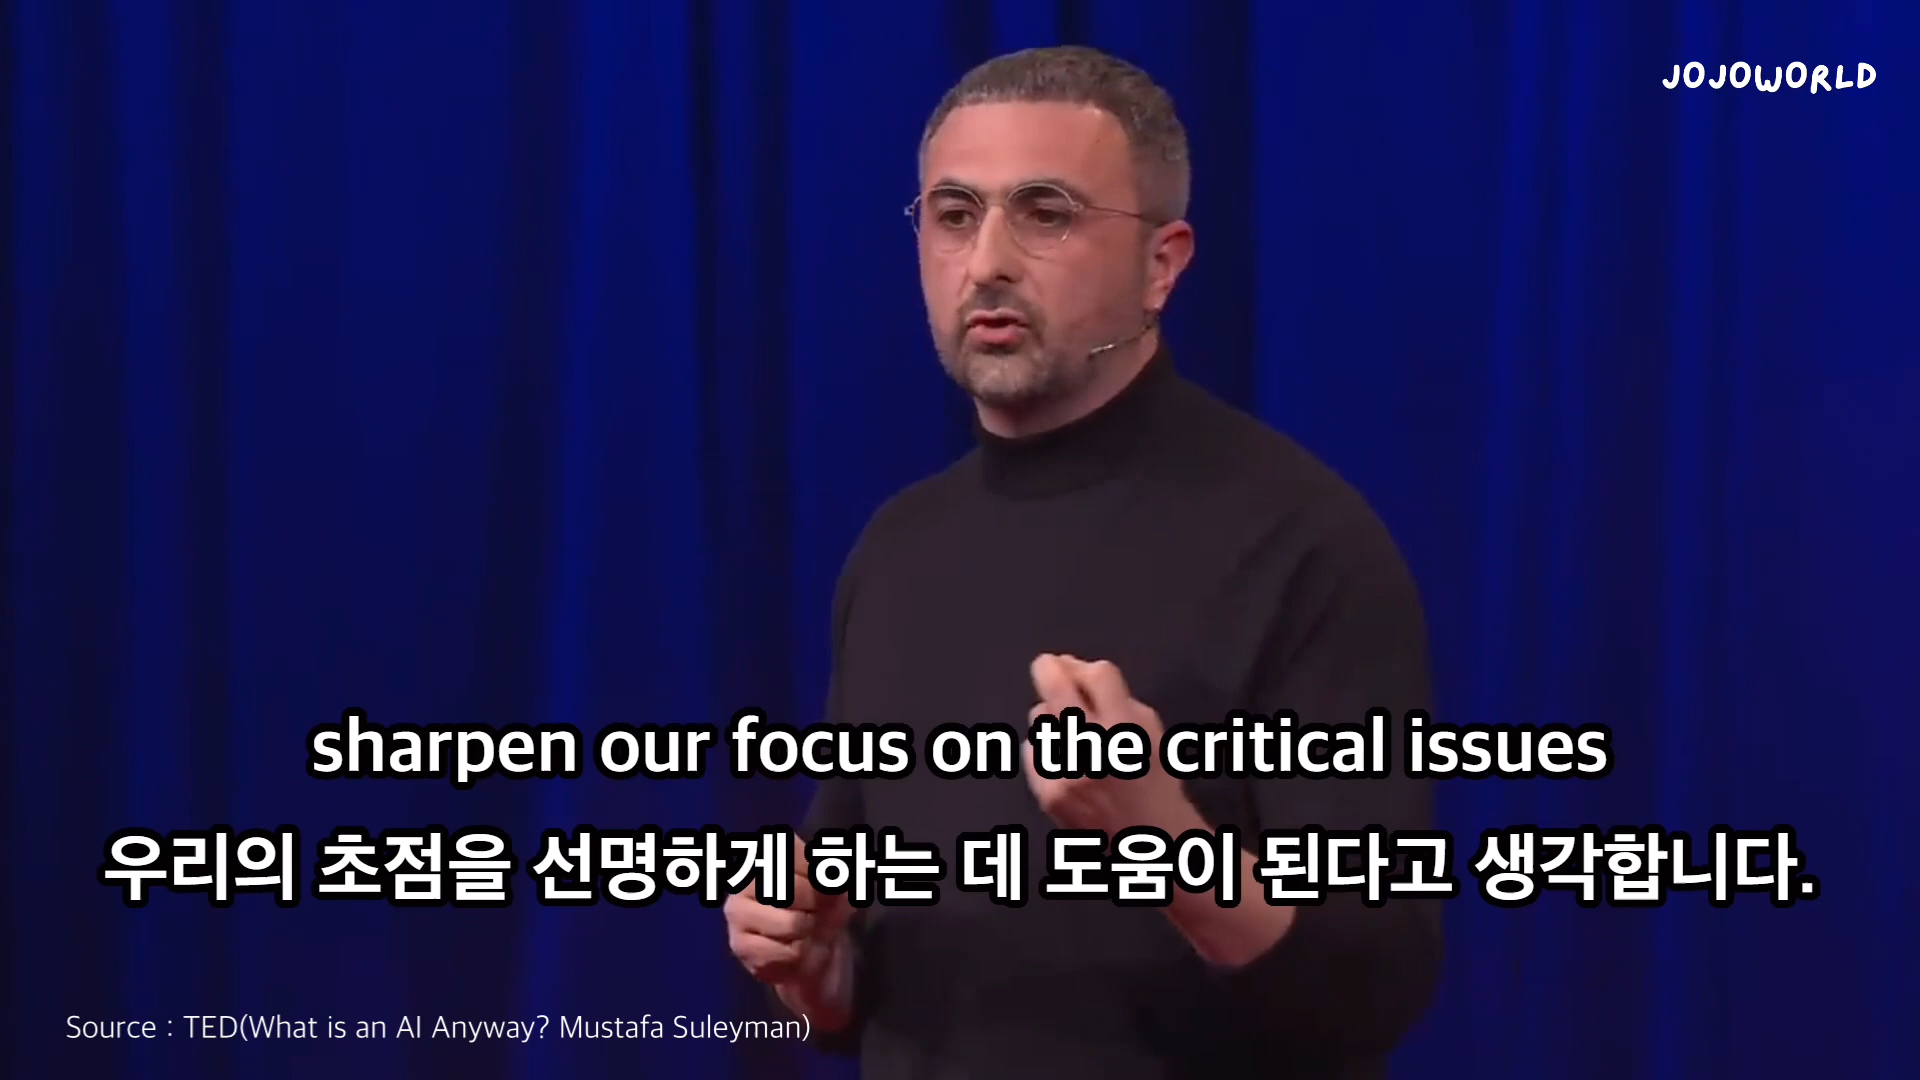 JOJOWORLD
sharpen our focus on the critical issues
우리의 초점을 선명하게 하는 데 도움이 된다고 생각합니다.
Source : TED(What is an AI Anyway? Mustafa Suleyman)